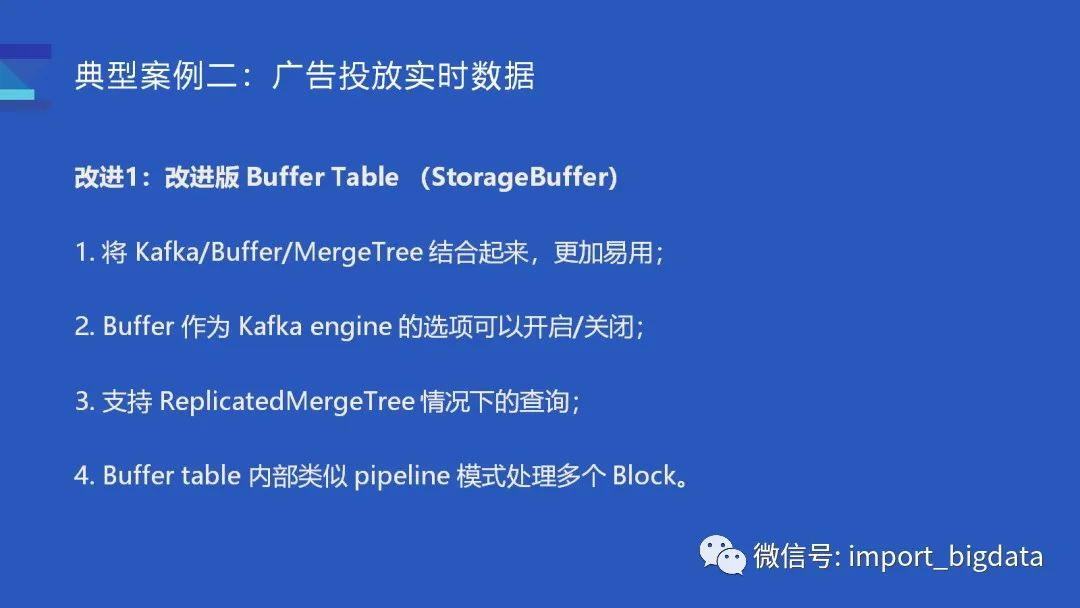 典型案例二：广告投放实时数据
改进1：改进版 Buffer Table （StorageBuffer）
1. 将 Kafka/Buffer/MergeTree 结合起来，更加易用；
2. Buffer 作为 Kafka engine 的选项可以开启/关闭；
3. 支持 ReplicatedMergeTree 情况下的查询；
4. Buffer table 内部类似 pipeline 模式处理多个 Block。
微信号: import_bigdata